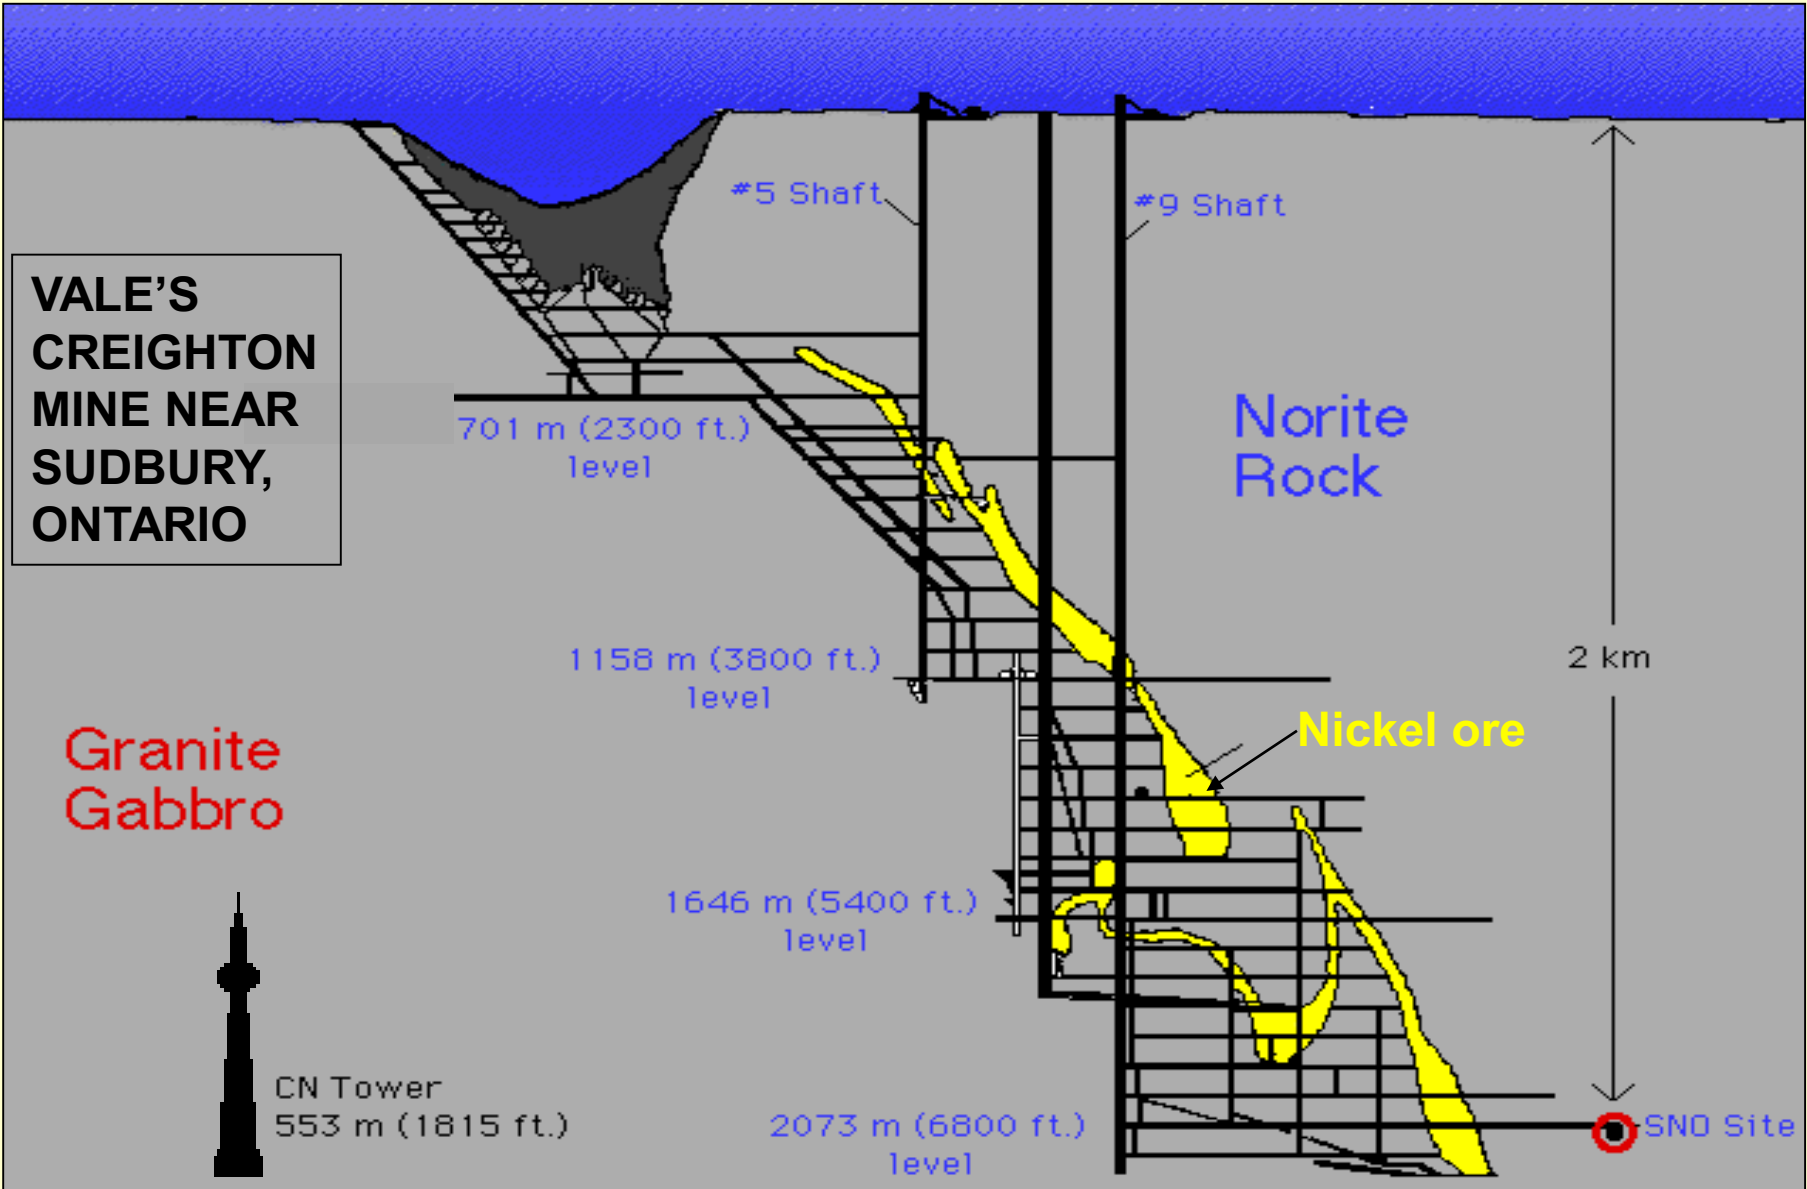 #5 Shaft
#9 Shaft
VALE’S
CREIGHTON
MINE NEAR
SUDBURY,
ONTARIO
701 m (2300 ft.)
level
Norite
Rock
1158 m (3800 ft.)
level
2 km
Nickel ore
Granite
Gabbro
1646 m (5400 ft.)
level
CN Tower
553 m (1815 ft.)
2073 m (6800 ft.)
level
SNO Site